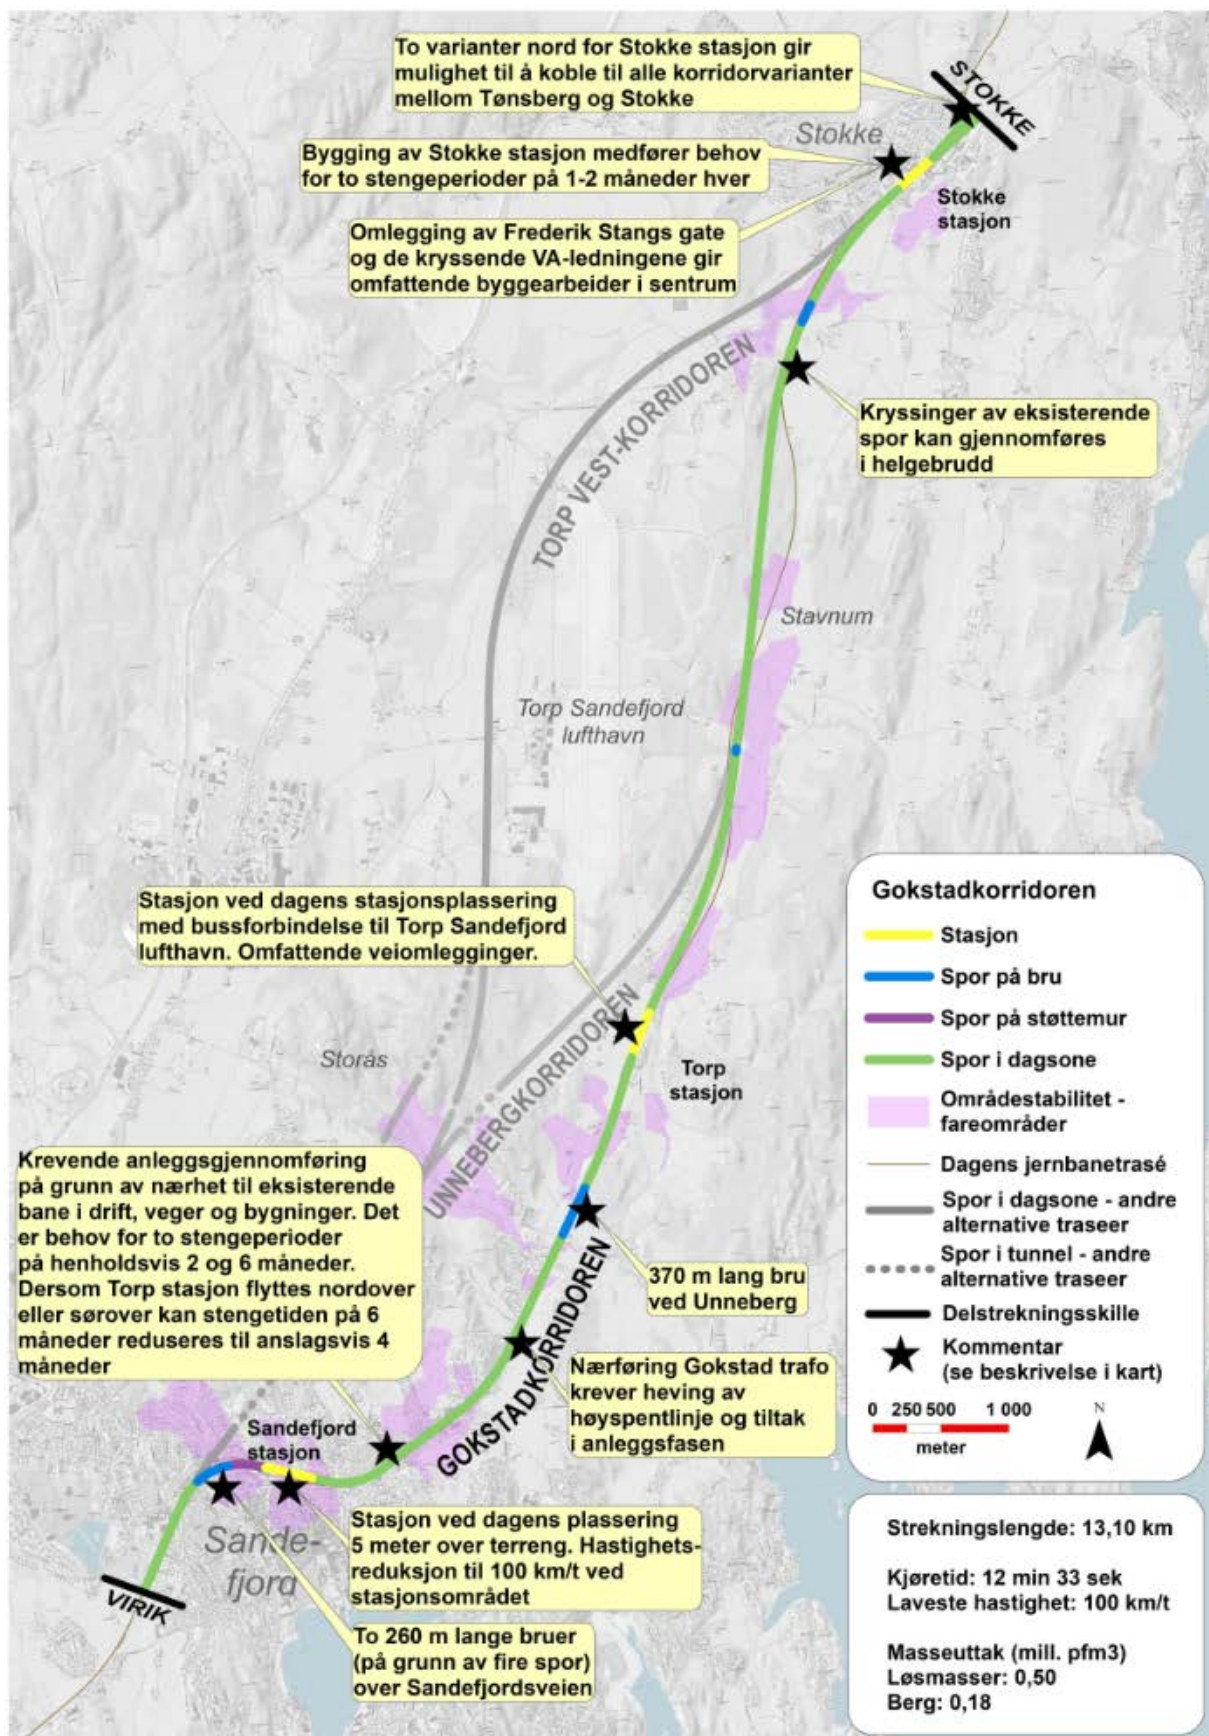 To varianter nord for Stokke stasjon gir
mulighet til å koble til alle korridorvarianter
mellom Tønsberg og Stokke
STOKKE
Stokke
Bygging av Stokke stasjon medfører behov
for to stengeperioder på 1-2 måneder hver
Stokke
stasjon
Omlegging av Frederik Stangs gate
og de kryssende VA-ledningene gir
omfattende byggearbeider i sentrum
TORP VEST-KORRIDOREN
Kryssinger av eksisterende
spor kan gjennomføres
i helgebrudd
Stavnum
Torp Sandefjord
lufthavn
Stasjon ved dagens stasjonsplassering
med bussforbindelse til Torp Sandefjord
lufthavn. Omfattende veiomlegginger.
Storås
UNNEBERGKORRIDOREN
Torp
stasjon
Krevende anleggsgjennomføring
på grunn av nærhet til eksisterende
bane i drift, veger og bygninger. Det
er behov for to stengeperioder
på henholdsvis 2 og 6 måneder.
Dersom Torp stasjon flyttes nordover
eller sørover kan stengetiden på 6
måneder reduseres til anslagsvis 4
måneder
370 m lang bru
ved Unneberg
GOKSTADKORRIDOREN
Nærføring Gokstad trafo
krever heving av
høyspentlinje og tiltak
i anleggsfasen
Sandefjord
stasjon
Sande-
fjord
Stasjon ved dagens plassering
5 meter over terreng. Hastighets-
reduksjon til 100 km/t ved
stasjonsområdet
VIRIK
To 260 m lange bruer
(på grunn av fire spor)
over Sandefjordsveien
Gokstadkorridoren
Stasjon
Spor på bru
Spor på støttemur
Spor i dagsone
Områdestabilitet -
fareområder
Dagens jernbanetrasé
Spor i dagsone - andre
alternative traseer
Spor i tunnel - andre
alternative traseer
Delstrekningsskille
Kommentar
(se beskrivelse i kart)
0 250 500 1 000
meter
N
Strekningslengde: 13,10 km
Kjøretid: 12 min 33 sek
Laveste hastighet: 100 km/t
Masseuttak (mill. pfm3)
Løsmasser: 0,50
Berg: 0,18